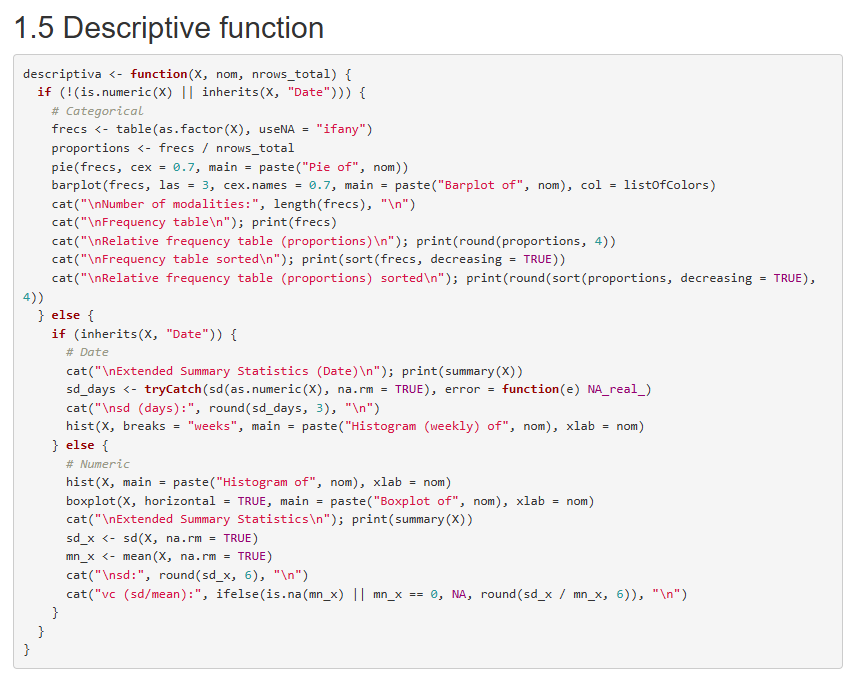 1.5 Descriptive function
descriptiva <- function(X, nom, nrows_total) {
  if (!(is.numeric(X) || inherits(X, "Date"))) {
    # Categorical
    frecs <- table(as.factor(X), useNA = "ifany")
    proportions <- frecs / nrows_total
    pie(frecs, cex = 0.7, main = paste("Pie of", nom))
    barplot(frecs, las = 3, cex.names = 0.7, main = paste("Barplot of", nom), col = listOfColors)
    cat("\nNumber of modalities:", length(frecs), "\n")
    cat("\nFrequency table\n"); print(frecs)
    cat("\nRelative frequency table (proportions)\n"); print(round(proportions, 4))
    cat("\nFrequency table sorted\n"); print(sort(frecs, decreasing = TRUE))
    cat("\nRelative frequency table (proportions) sorted\n"); print(round(sort(proportions, decreasing = TRUE),
4))
  } else {
    if (inherits(X, "Date")) {
      # Date
      cat("\nExtended Summary Statistics (Date)\n"); print(summary(X))
      sd_days <- tryCatch(sd(as.numeric(X), na.rm = TRUE), error = function(e) NA_real_)
      cat("\nsd (days):", round(sd_days, 3), "\n")
      hist(X, breaks = "weeks", main = paste("Histogram (weekly) of", nom), xlab = nom)
    } else {
      # Numeric
      hist(X, main = paste("Histogram of", nom), xlab = nom)
      boxplot(X, horizontal = TRUE, main = paste("Boxplot of", nom), xlab = nom)
      cat("\nExtended Summary Statistics\n"); print(summary(X))
      sd_x <- sd(X, na.rm = TRUE)
      mn_x <- mean(X, na.rm = TRUE)
      cat("\nsd:", round(sd_x, 6), "\n")
      cat("vc (sd/mean):", ifelse(is.na(mn_x) || mn_x == 0, NA, round(sd_x / mn_x, 6)), "\n")
    }
  }
}